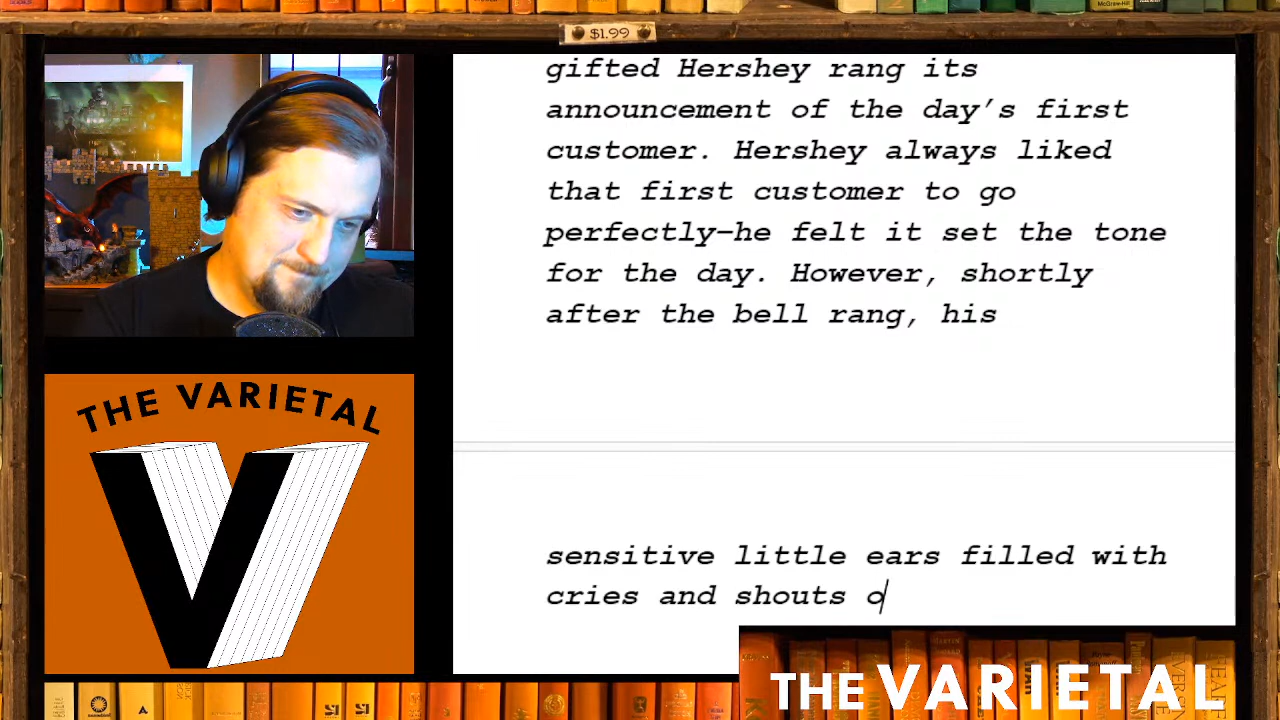 McGraw-Hill
$1.99
gifted Hershey rang its
announcement of the day's first
customer. Hershey always liked
that first customer to go
perfectly—he felt it set the tone
for the day. However, shortly
after the bell rang, his
sensitive little ears filled with
cries and shouts o
THE VARIETAL
V
THE VARIETAL